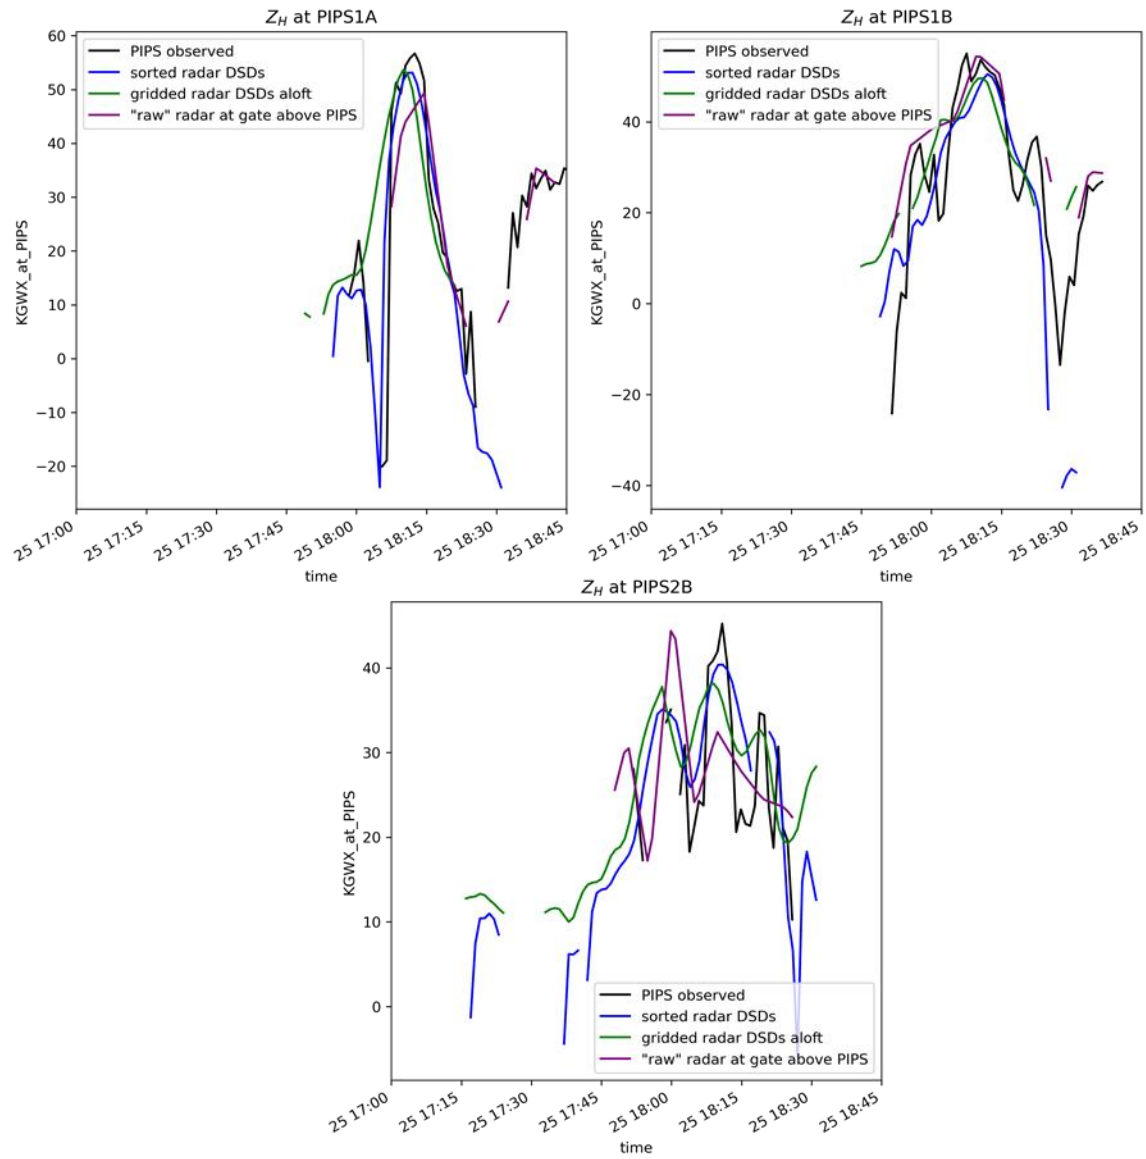 Z_H at PIPS1A
60
50
40
30
20
10
0
−10
−20
KGWX_at_PIPS
PIPS observed
sorted radar DSDs
gridded radar DSDs aloft
"raw" radar at gate above PIPS
25 17:00
25 17:15
25 17:30
25 17:45
25 18:00
25 18:15
25 18:30
25 18:45
time
Z_H at PIPS1B
40
20
0
−20
−40
KGWX_at_PIPS
PIPS observed
sorted radar DSDs
gridded radar DSDs aloft
"raw" radar at gate above PIPS
25 17:00
25 17:15
25 17:30
25 17:45
25 18:00
25 18:15
25 18:30
25 18:45
time
Z_H at PIPS2B
40
30
20
10
0
KGWX_at_PIPS
PIPS observed
sorted radar DSDs
gridded radar DSDs aloft
"raw" radar at gate above PIPS
25 17:00
25 17:15
25 17:30
25 17:45
25 18:00
25 18:15
25 18:30
25 18:45
time